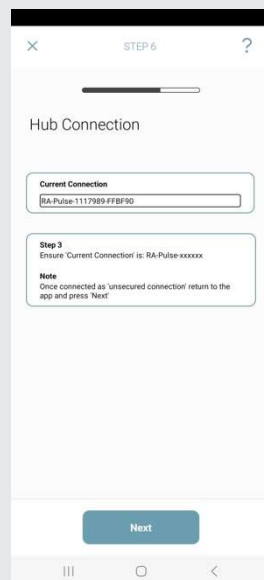 STEP 6
?
Hub Connection
Current Connection
RA-Pulse-1117989-FFBF90
Step 3
Ensure 'Current Connection' is: RA-Pulse-xxxxxx
Note
Once connected as 'unsecured connection' return to the
app and press 'Next'
Next